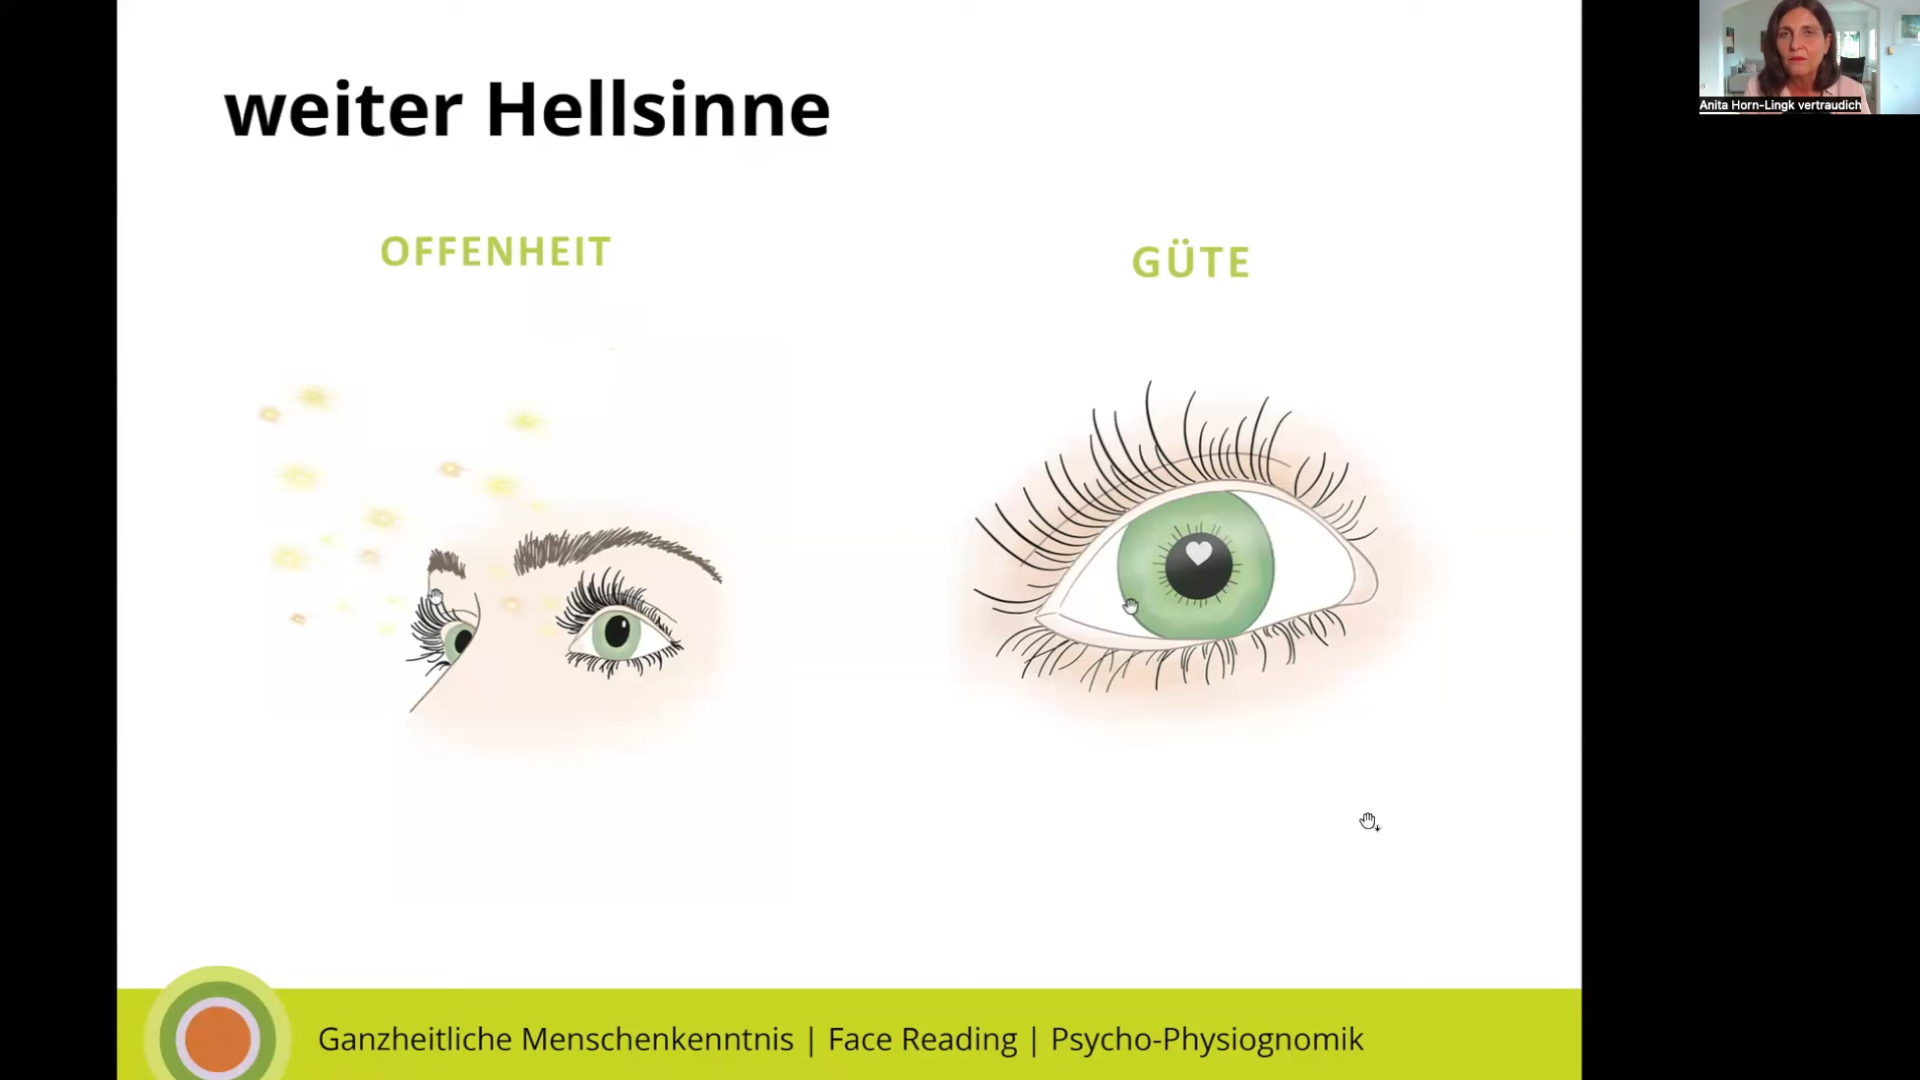 weiter Hellsinne
OFFENHEIT
GÜTE
Anita Horn-Lingk vertraudich
Ganzheitliche Menschenkenntnis | Face Reading | Psycho-Physiognomik